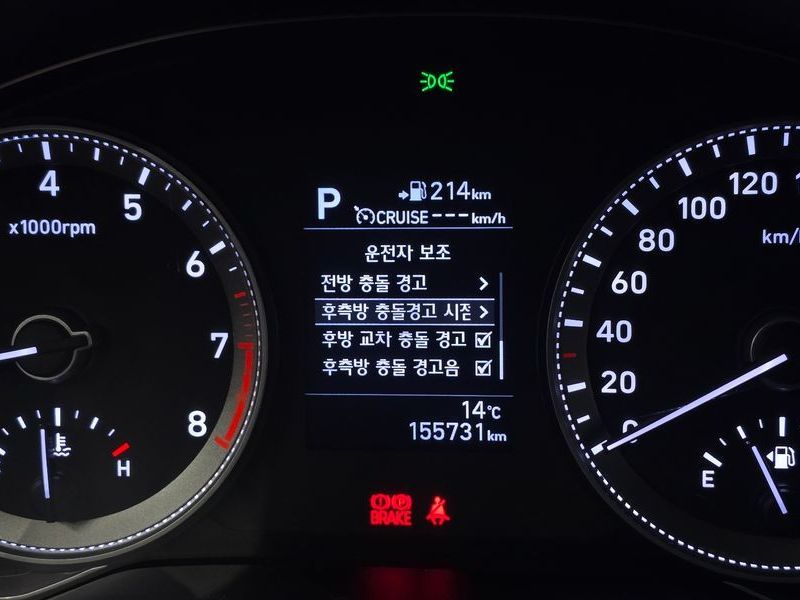 4
5
6
7
8
x1000rpm
H
P
214km
CRUISE ---km/h
운전자 보조
전방 충돌 경고
후측방 충돌경고 시점
후방 교차 충돌 경고
후측방 충돌 경고음
14°C
155731km
BRAKE
120
100
80
60
40
20
0
km/
E